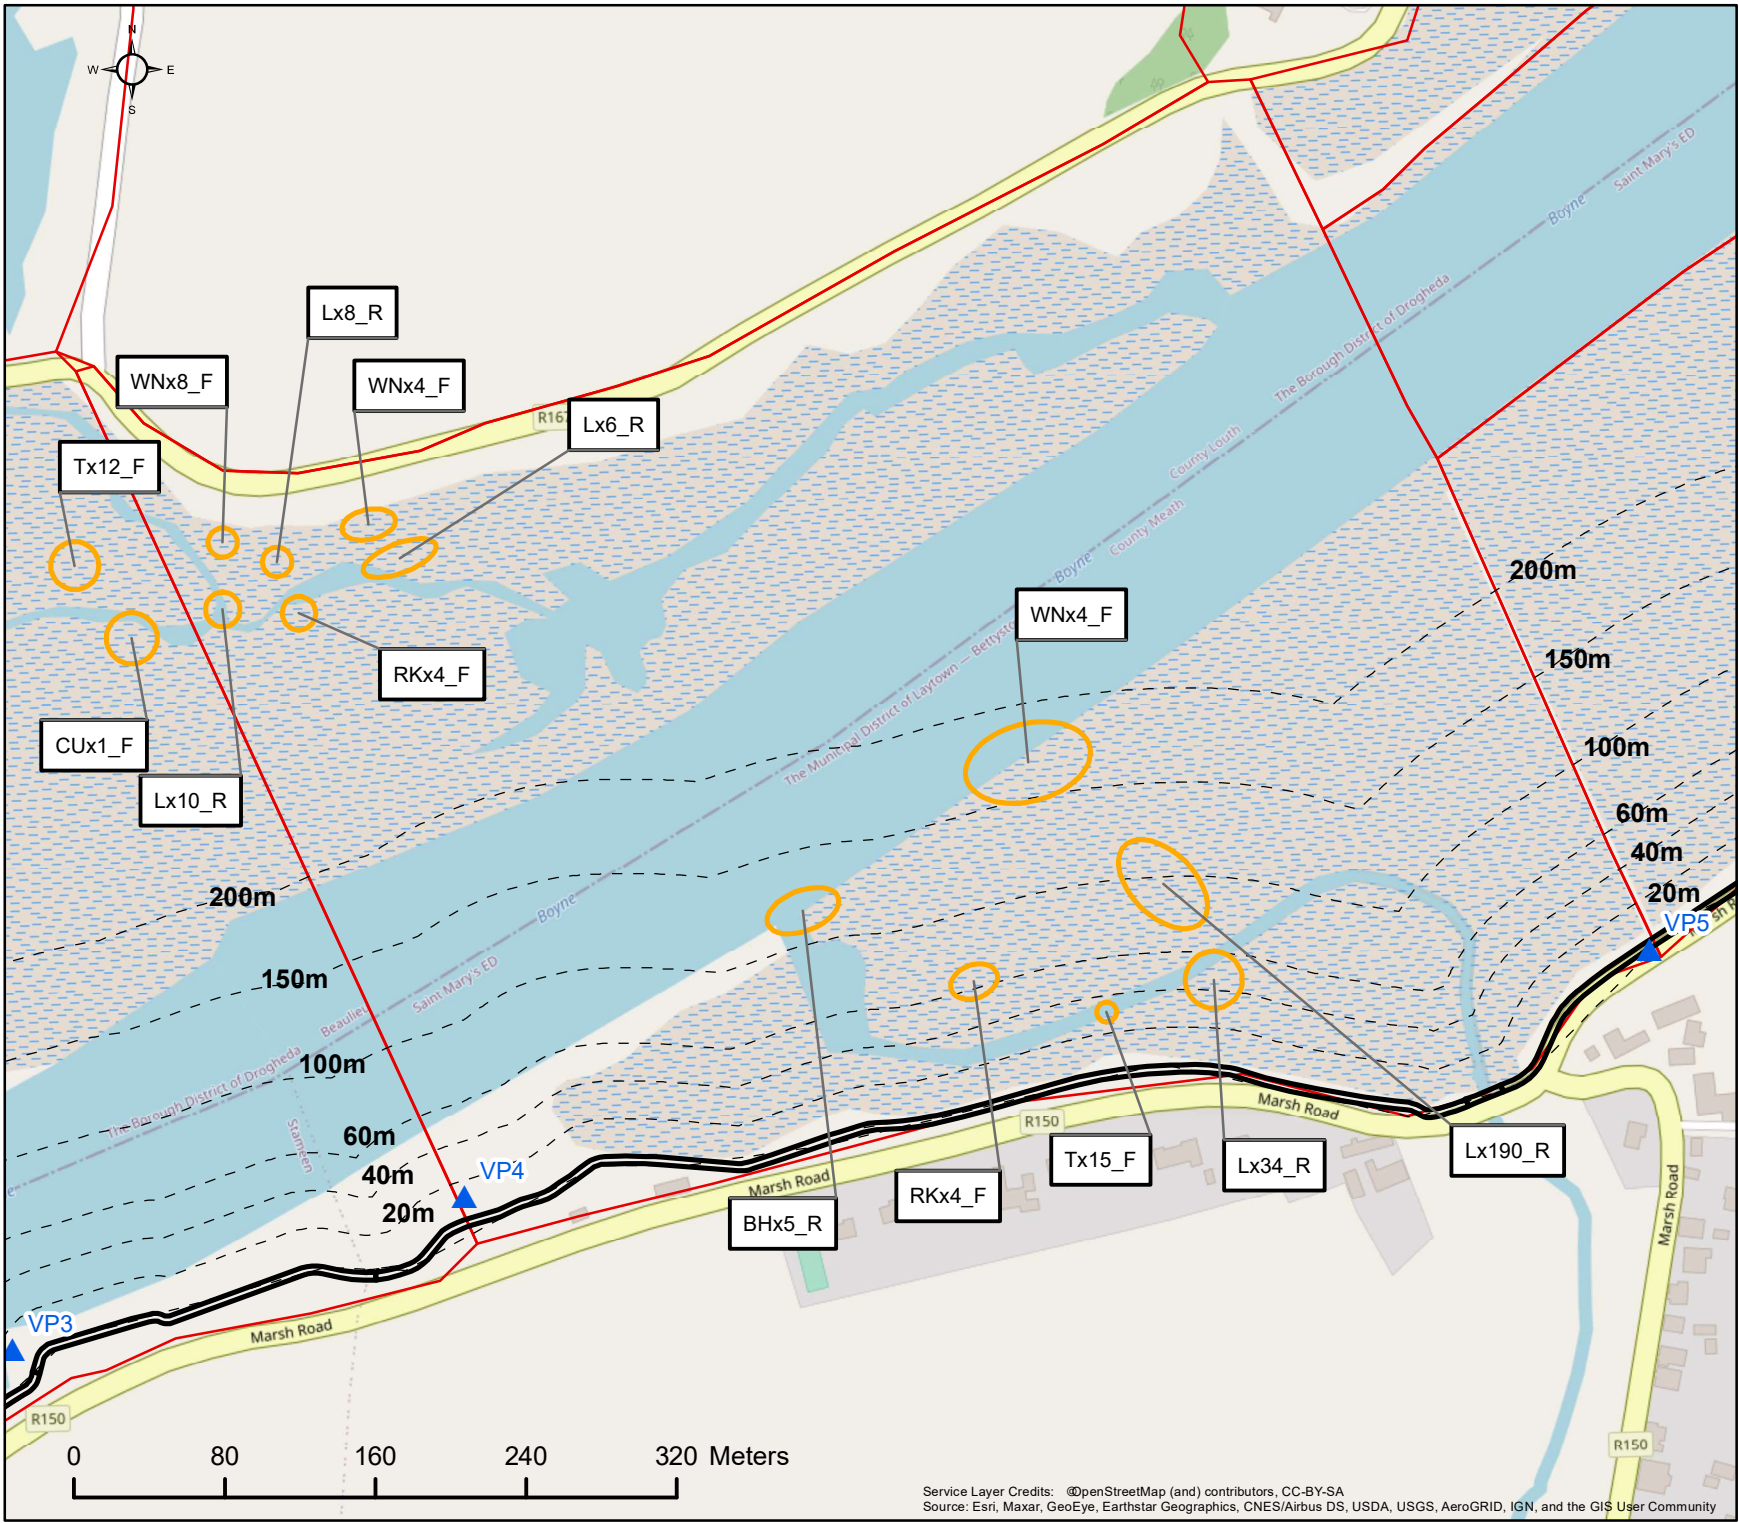 N
W E
S
Saint Mary's ED
Boyne
The Borough District of Drogheda
County Louth
County Meath
Boyne
The Municipal District of Laytown — Bettysto
Lx8_R
WNx8_F
WNx4_F
R167
Lx6_R
Tx12_F
RKx4_F
CUx1_F
Lx10_R
WNx4_F
200m
150m
100m
60m
40m
20m
VP5
200m
150m
100m
60m
40m
20m
Boyne
Saint Mary's ED
Beaulieu
The Borough District of Drogheda
Stameen
VP4
VP3
R150
Marsh Road
Marsh Road
Marsh Road
Marsh Road
BHx5_R
RKx4_F
Tx15_F
Lx34_R
Lx190_R
R150
Marsh Road
R150
0 80 160 240 320 Meters
Service Layer Credits: ©OpenStreetMap (and) contributors, CC-BY-SA
Source: Esri, Maxar, GeoEye, Earthstar Geographics, CNES/Airbus DS, USDA, USGS, AeroGRID, IGN, and the GIS User Community